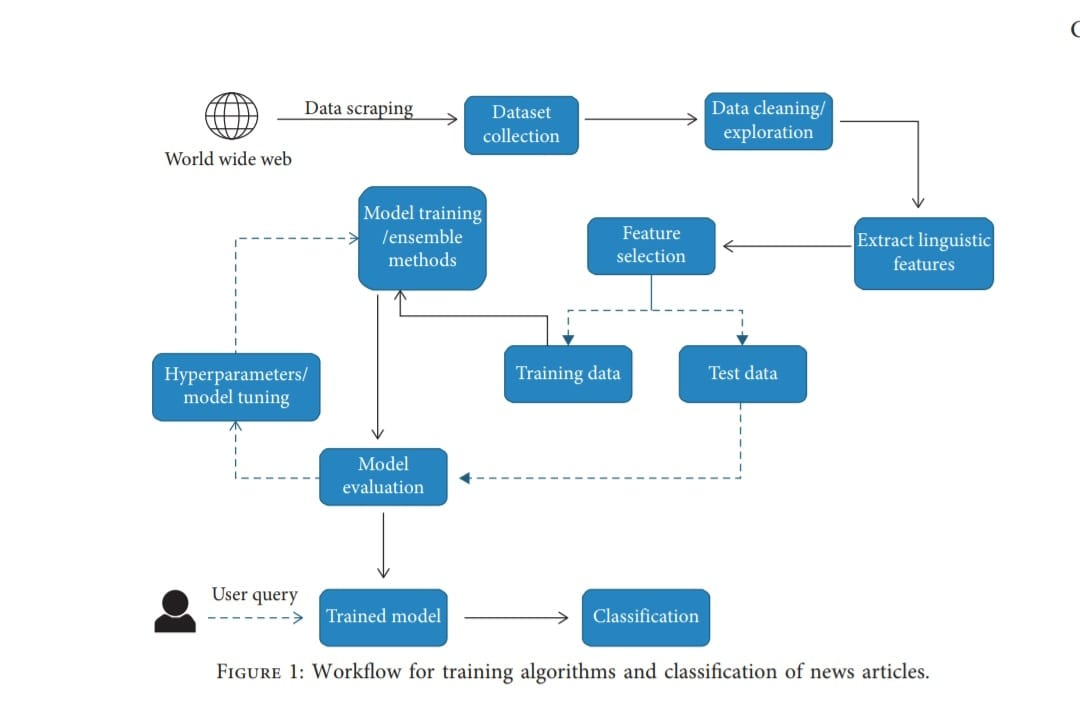 Data scraping
World wide web
Dataset
collection
Data cleaning/
exploration
Extract linguistic
features
Feature
selection
Model training
/ensemble
methods
Training data
Test data
Hyperparameters/
model tuning
Model
evaluation
User query
Trained model
Classification
FIGURE 1: Workflow for training algorithms and classification of news articles.